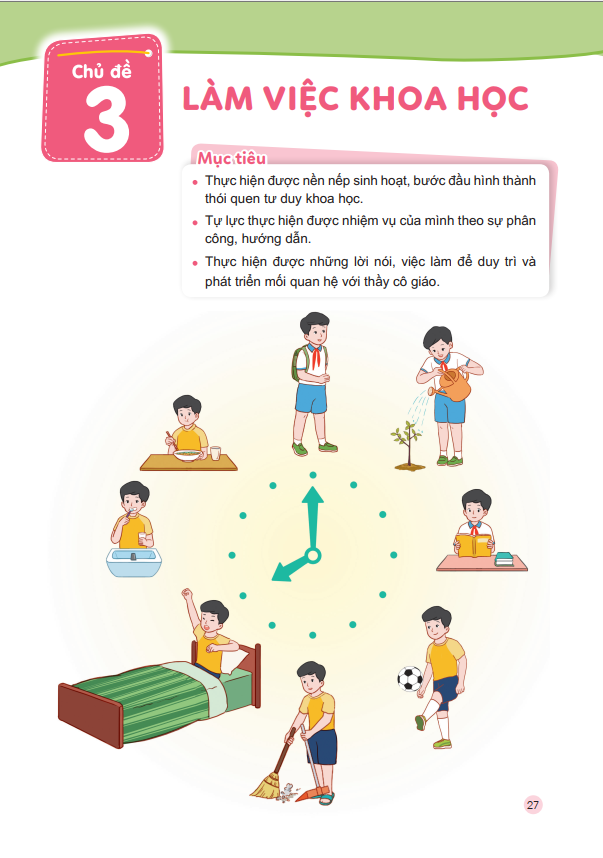 Chủ đề
3
LÀM VIỆC KHOA HỌC
Mục tiêu
• Thực hiện được nền nếp sinh hoạt, bước đầu hình thành
thói quen tư duy khoa học.
• Tự lực thực hiện được nhiệm vụ của mình theo sự phân
công, hướng dẫn.
• Thực hiện được những lời nói, việc làm để duy trì và
phát triển mối quan hệ với thầy cô giáo.
27